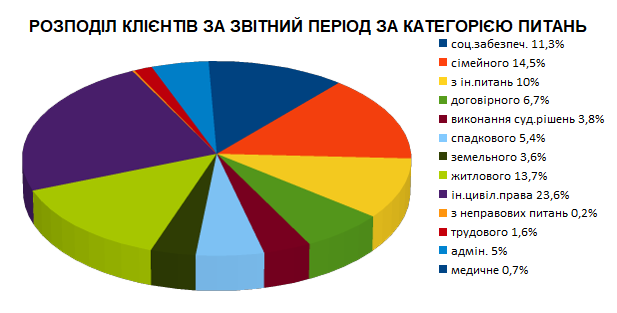 РОЗПОДІЛ КЛІЄНТІВ ЗА ЗВІТНИЙ ПЕРІОД ЗА КАТЕГОРІЄЮ ПИТАНЬ
соц.забезпеч. 11,3%
сімейного 14,5%
з ін.питань 10%
договірного 6,7%
виконання суд.рішень 3,8%
спадкового 5,4%
земельного 3,6%
житлового 13,7%
ін.цивіл.права 23,6%
з неправових питань 0,2%
трудового 1,6%
адмін. 5%
медичне 0,7%